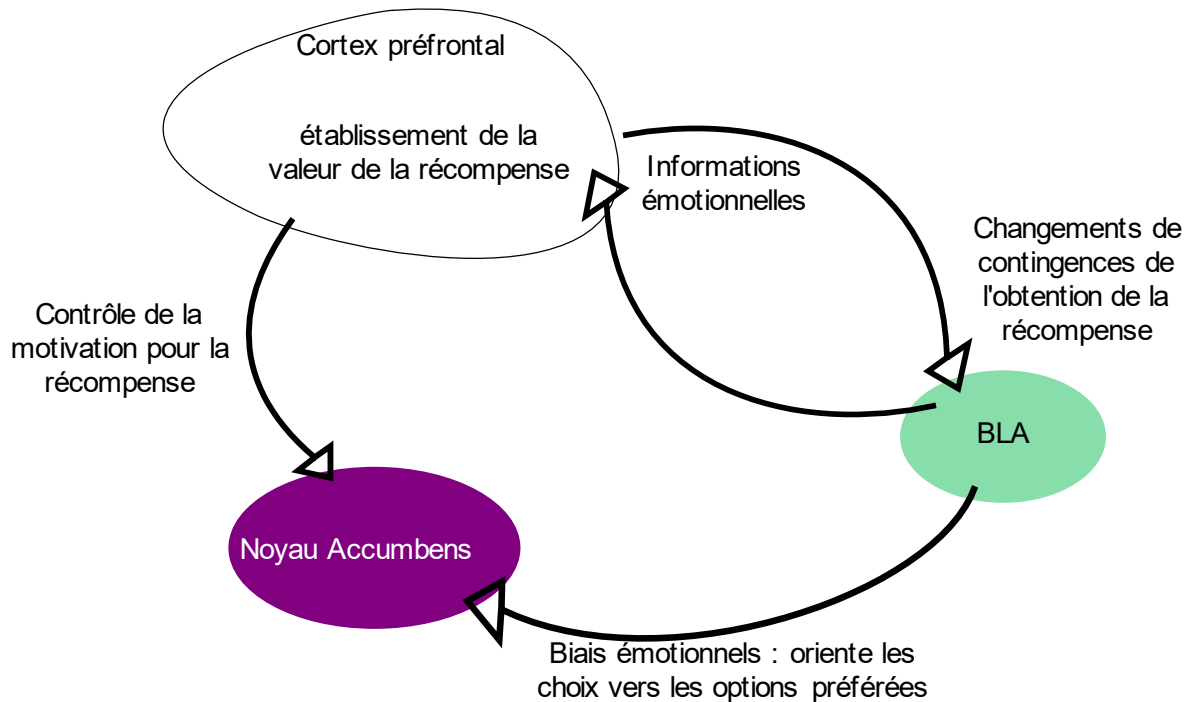 Cortex préfrontal
établissement de la
valeur de la récompense
Informations
émotionnelles
Changements de
contingences de
l'obtention de la
récompense
Contrôle de la
motivation pour la
récompense
BLA
Noyau Accumbens
Biais émotionnels : oriente les
choix vers les options préférées